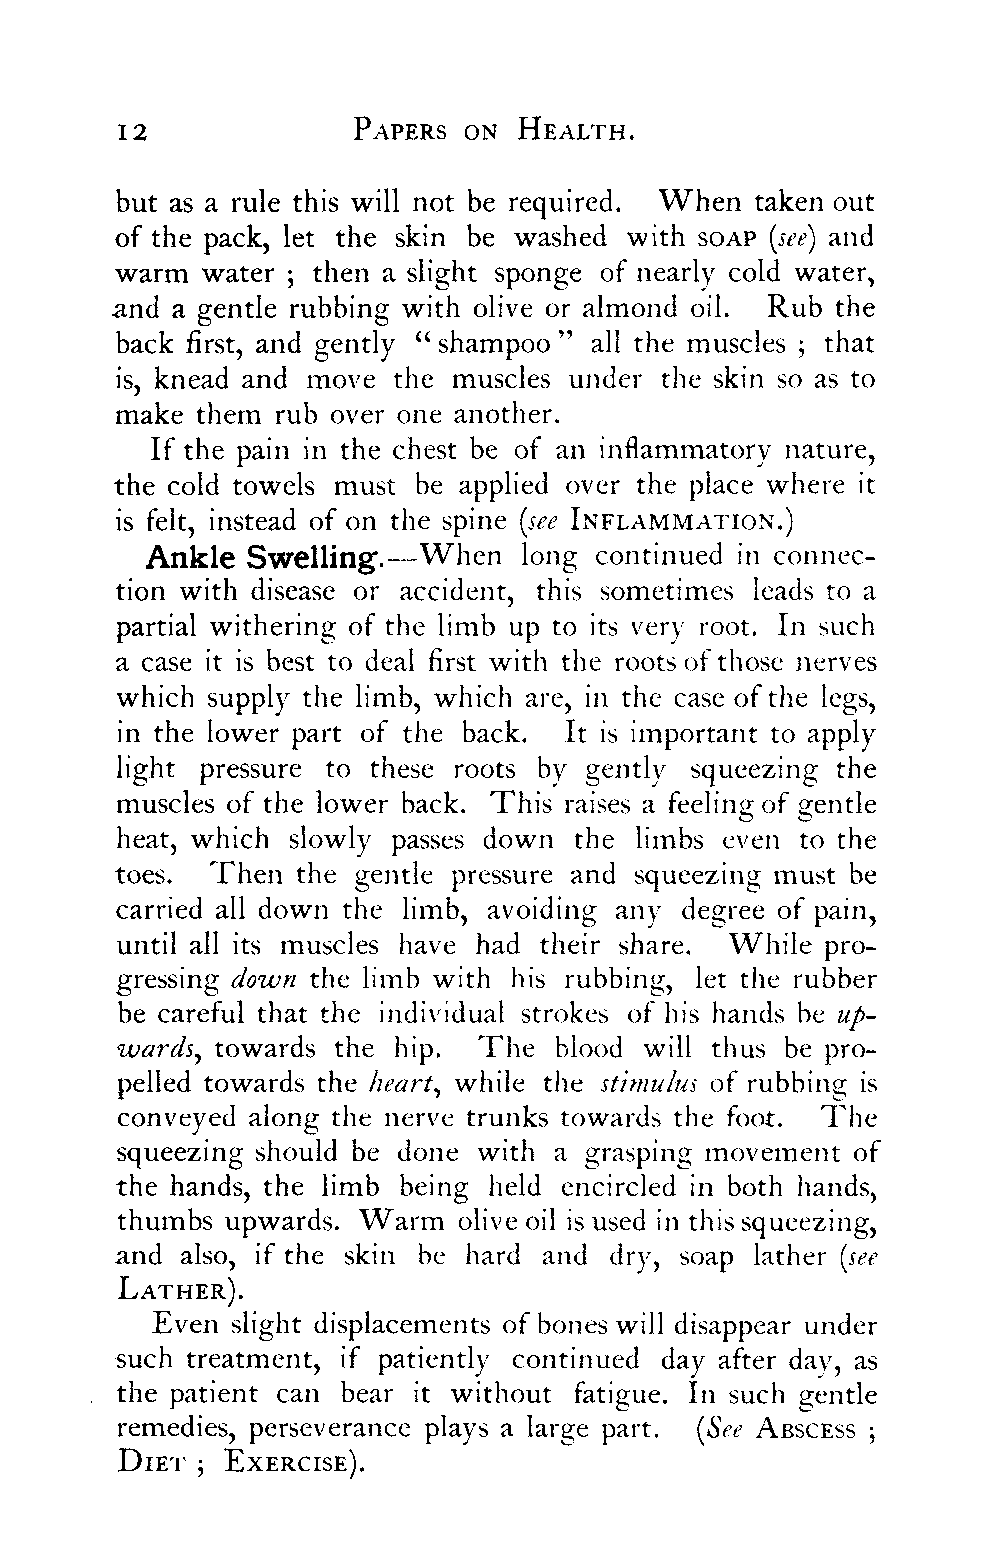 12 PAPERS ON HEALTH.
but as a rule this will not be required. When taken out
of the pack, let the skin be washed with SOAP (see) and
warm water ; then a slight sponge of nearly cold water,
and a gentle rubbing with olive or almond oil. Rub the
back first, and gently "shampoo" all the muscles ; that
is, knead and move the muscles under the skin so as to
make them rub over one another.
If the pain in the chest be of an inflammatory nature,
the cold towels must be applied over the place where it
is felt, instead of on the spine (see INFLAMMATION.)
Ankle Swelling.—When long continued in connec-
tion with disease or accident, this sometimes leads to a
partial withering of the limb up to its very root. In such
a case it is best to deal first with the roots of those nerves
which supply the limb, which are, in the case of the legs,
in the lower part of the back. It is important to apply
light pressure to these roots by gently squeezing the
muscles of the lower back. This raises a feeling of gentle
heat, which slowly passes down the limbs even to the
toes. Then the gentle pressure and squeezing must be
carried all down the limb, avoiding any degree of pain,
until all its muscles have had their share. While pro-
gressing down the limb with his rubbing, let the rubber
be careful that the individual strokes of his hands be up-
wards, towards the hip. The blood will thus be pro-
pelled towards the heart, while the stimulus of rubbing is
conveyed along the nerve trunks towards the foot. The
squeezing should be done with a grasping movement of
the hands, the limb being held encircled in both hands,
thumbs upwards. Warm olive oil is used in this squeezing,
and also, if the skin be hard and dry, soap lather (see
LATHER).
Even slight displacements of bones will disappear under
such treatment, if patiently continued day after day, as
the patient can bear it without fatigue. In such gentle
remedies, perseverance plays a large part. (See ABSCESS ;
DIET ; EXERCISE).